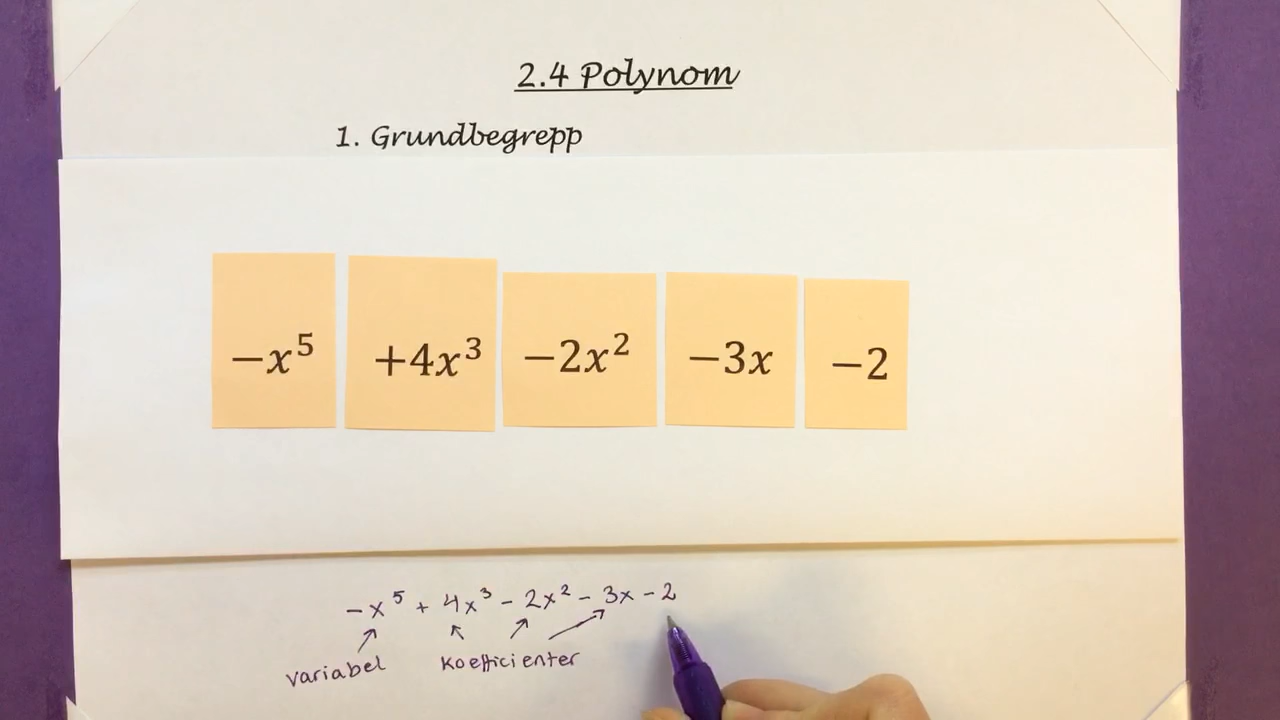 2.4 Polynom
1. Grundbegrepp
−x⁵ +4x³ −2x² −3x −2
−x⁵ + 4x³ − 2x² − 3x − 2
variabel koefficienter